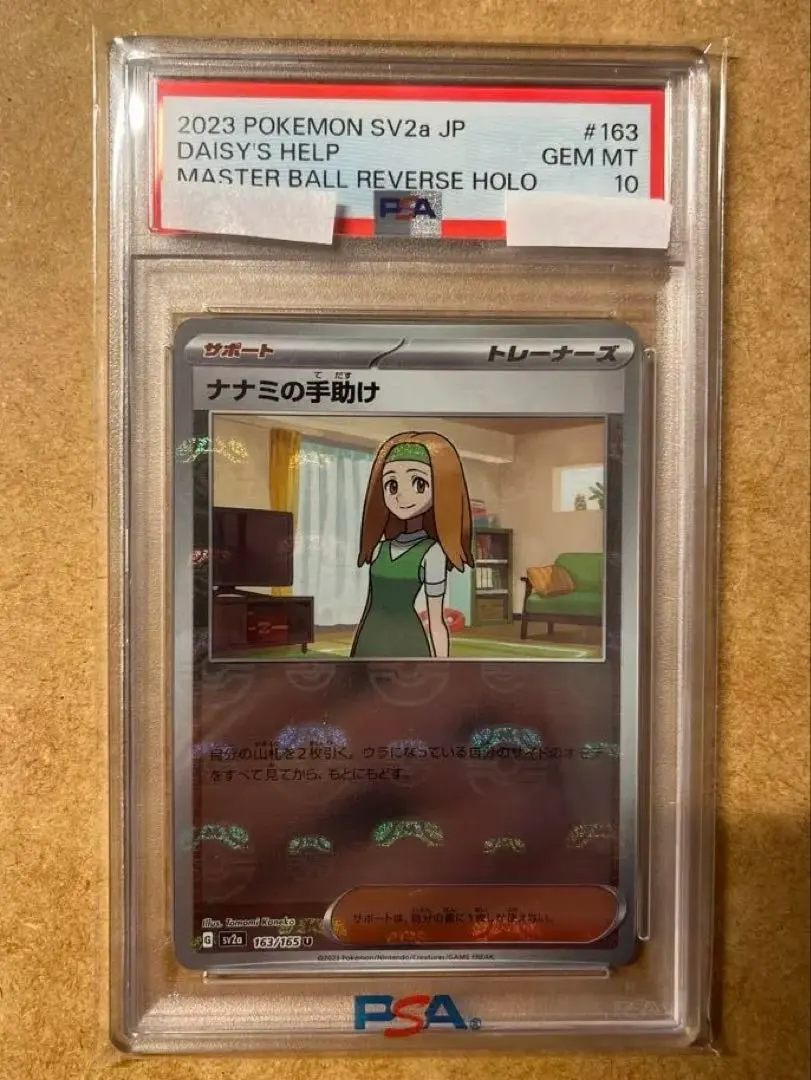 2023 POKEMON SV2a JP #163
DAISY'S HELP GEM MT
MASTER BALL REVERSE HOLO 10
PSA
サポート トレーナーズ
て だす
ナナミの手助け
自分の山札を2枚引く。ウラになっている自分のサイドのオモテ
をすべて見てから、もとにもどす。
サポートは、自分の番に1枚しか使えない。
Illus. Tomomi Kaneko
G sv2a 163/165 U
©2023 Pokémon/Nintendo/Creatures/GAME FREAK.
PSA®